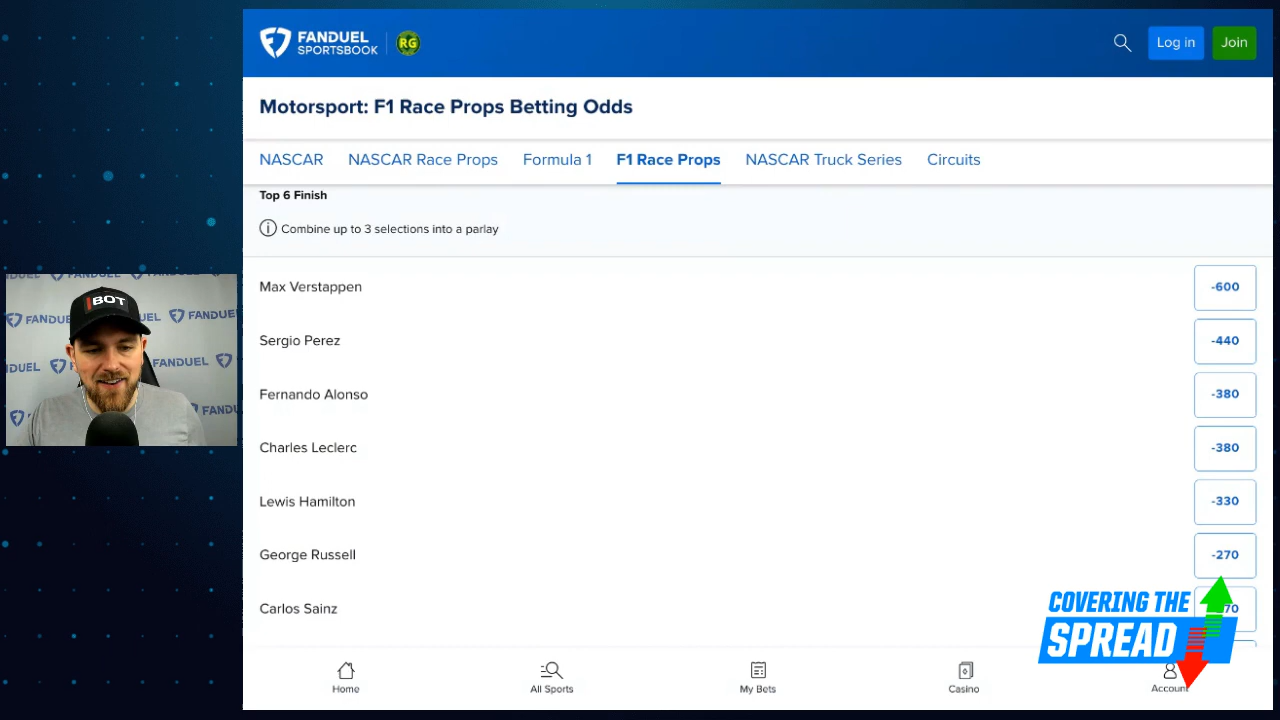 FANDUEL
SPORTSBOOK
RG
Log in
Join
Motorsport: F1 Race Props Betting Odds
NASCAR
NASCAR Race Props
Formula 1
F1 Race Props
NASCAR Truck Series
Circuits
Top 6 Finish
Combine up to 3 selections into a parlay
Max Verstappen
-600
Sergio Perez
-440
Fernando Alonso
-380
Charles Leclerc
-380
Lewis Hamilton
-330
George Russell
-270
Carlos Sainz
COVERING THE
SPREAD
Home
All Sports
My Bets
Casino
Account
BOT
FANDUEL
FANDUEL